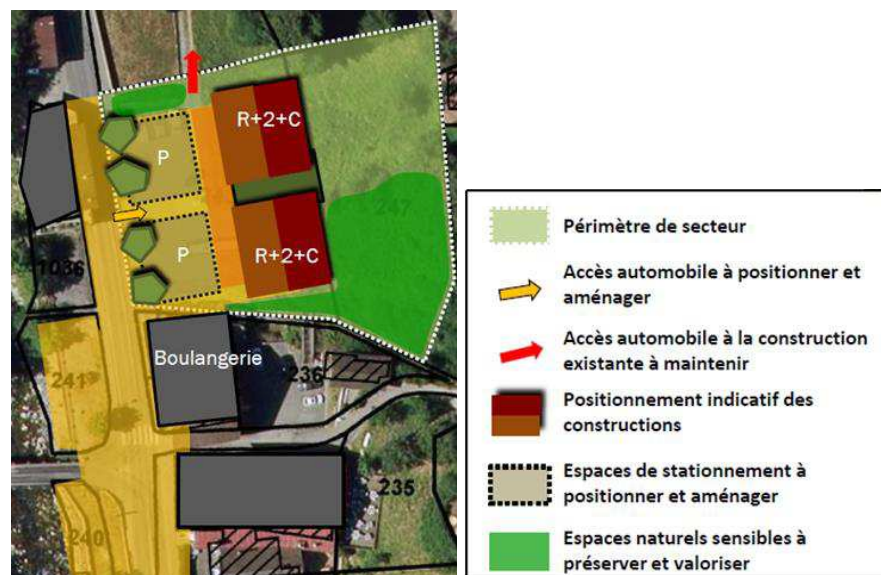 R+2+C
P
247
P
R+2+C
1036
Boulangerie
241
236
235
240
Périmètre de secteur
Accès automobile à positionner et
aménager
Accès automobile à la construction
existante à maintenir
Positionnement indicatif des
constructions
Espaces de stationnement à
positionner et aménager
Espaces naturels sensibles à
préserver et valoriser